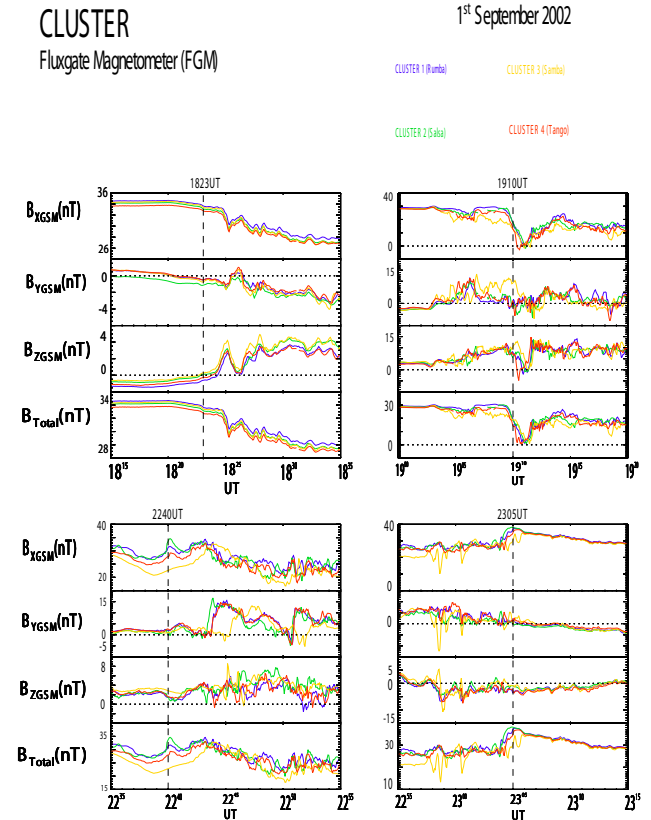 CLUSTER
Fluxgate Magnetometer (FGM)
1st September 2002
CLUSTER 1 (Rumba)
CLUSTER 3 (Samba)
CLUSTER 2 (Salsa)
CLUSTER 4 (Tango)
1823UT
BXGSM(nT)
36
26
BYGSM(nT)
0
-4
BZGSM(nT)
4
0
BTotal(nT)
34
28
1815 1820 1825 1830 1835
UT
1910UT
40
0
15
0
15
0
30
0
1900 1905 1910 1905 1920
UT
2240UT
BXGSM(nT)
40
20
BYGSM(nT)
15
0
-5
BZGSM(nT)
8
0
BTotal(nT)
35
15
2235 2240 2245 2250 2255
UT
2305UT
40
0
15
0
5
0
-15
30
10
2255 2300 2305 2310 2315
UT